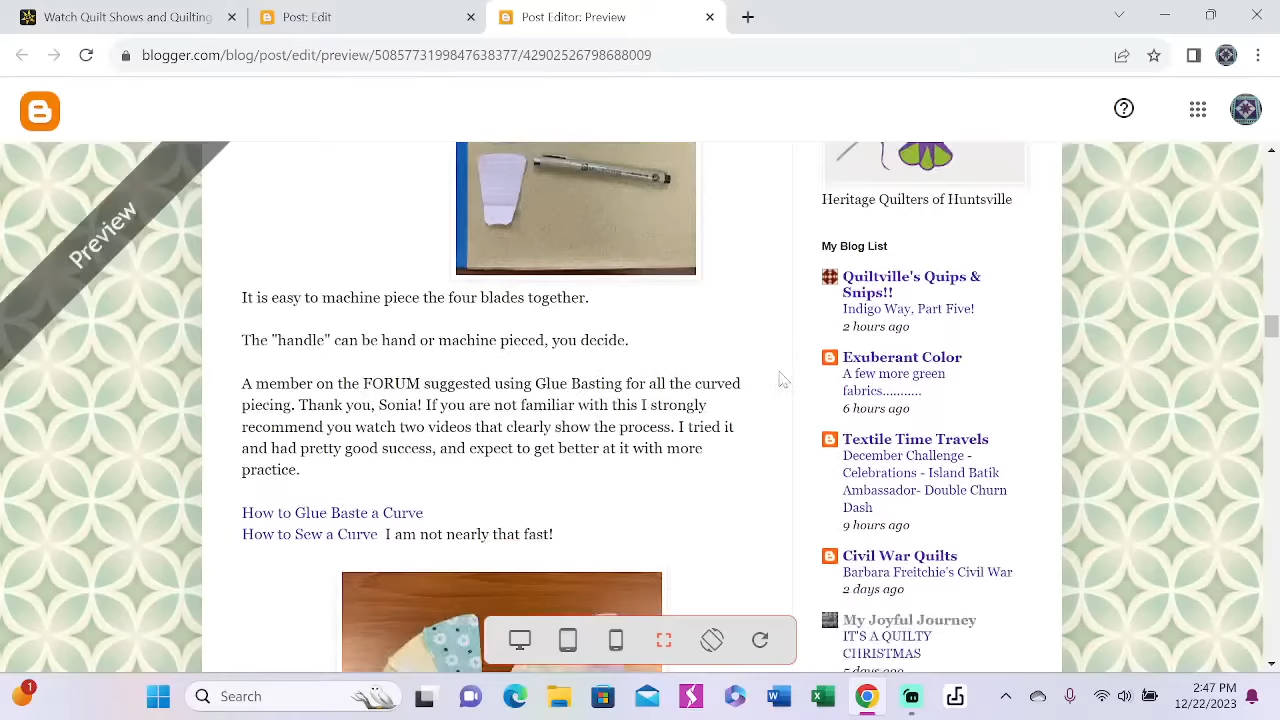 Watch Quilt Shows and Quilting
Post: Edit
Post Editor: Preview
blogger.com/blog/post/edit/preview/5085773199847638377/42902526798688009
Preview
Heritage Quilters of Huntsville
My Blog List
Quiltville's Quips &
Snips!!
Indigo Way, Part Five!
2 hours ago
Exuberant Color
A few more green
fabrics..........
6 hours ago
Textile Time Travels
December Challenge -
Celebrations - Island Batik
Ambassador- Double Churn
Dash
9 hours ago
Civil War Quilts
Barbara Freitchie's Civil War
2 days ago
My Joyful Journey
IT'S A QUILTY
CHRISTMAS
5 days ago
It is easy to machine piece the four blades together.
The "handle" can be hand or machine pieced, you decide.
A member on the FORUM suggested using Glue Basting for all the curved
piecing. Thank you, Sonia! If you are not familiar with this I strongly
recommend you watch two videos that clearly show the process. I tried it
and had pretty good success, and expect to get better at it with more
practice.
How to Glue Baste a Curve
How to Sew a Curve I am not nearly that fast!
1
Search
2:47 PM
12/22/2023